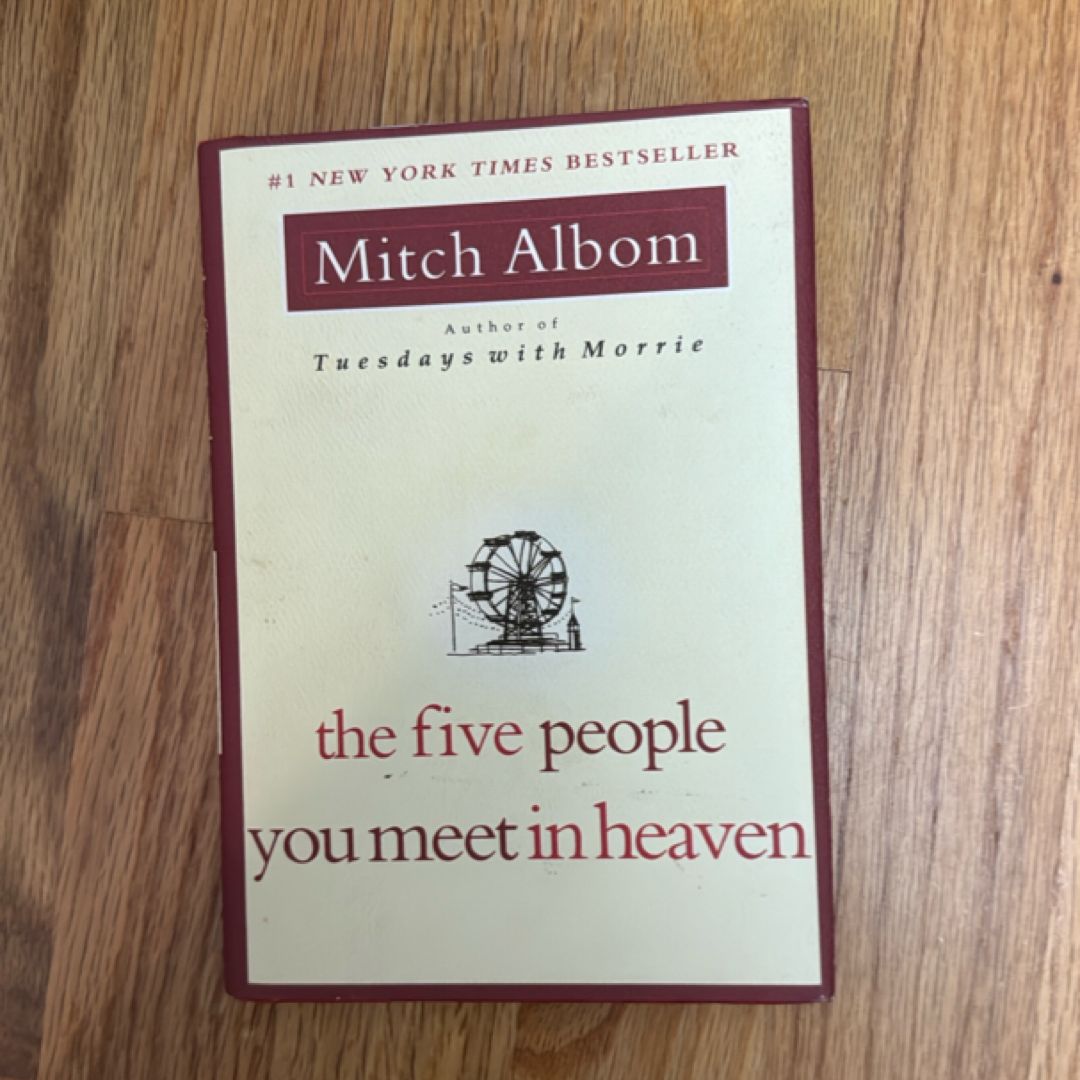 #1 NEW YORK TIMES BESTSELLER
Mitch Albom
Author of
Tuesdays with Morrie
the five people
you meet in heaven